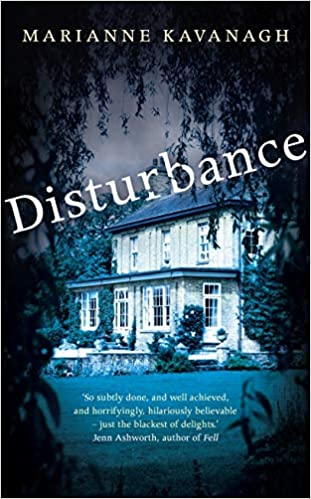 MARIANNE KAVANAGH
Disturbance
'So subtly done, and well achieved,
and horrifyingly, hilariously believable
– just the blackest of delights.'
Jenn Ashworth, author of Fell